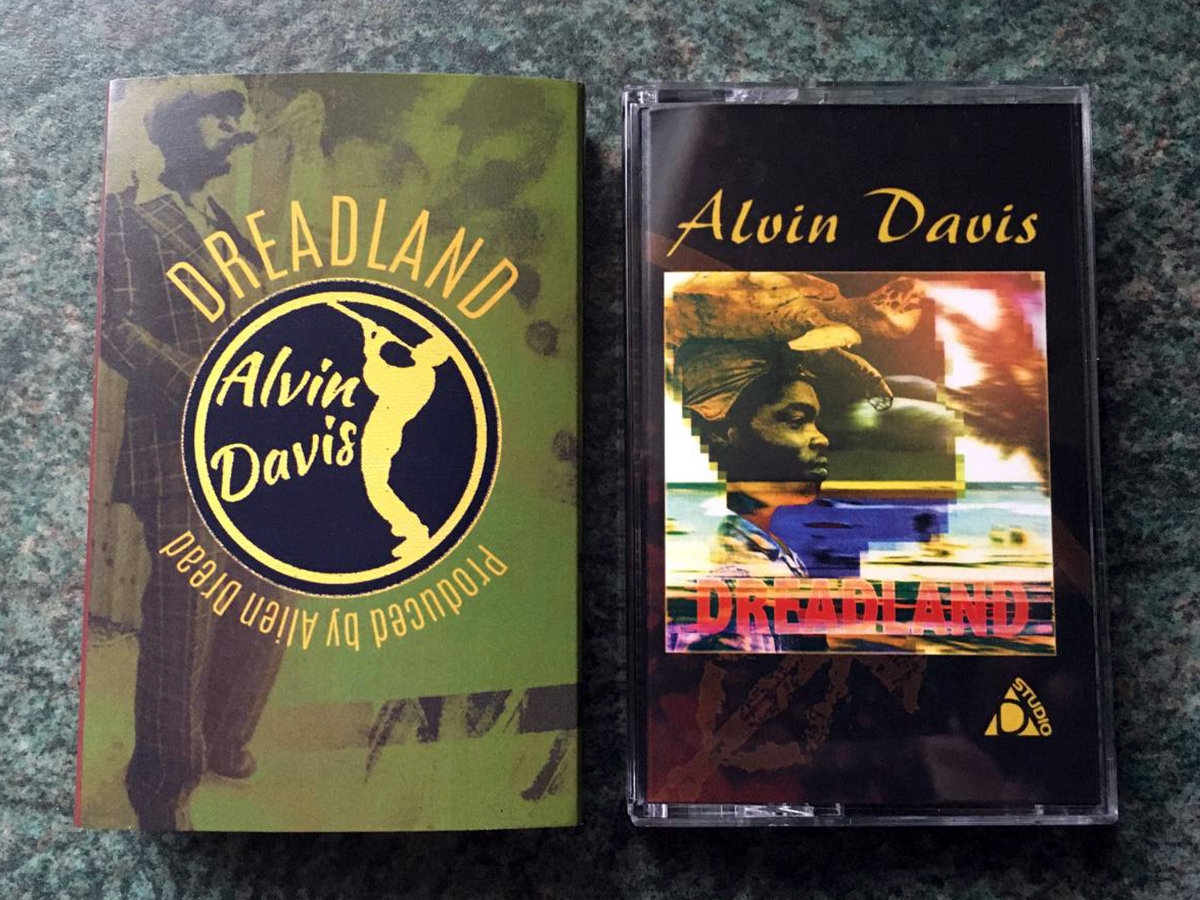 DREADLAND
Alvin
Davis
Produced by Alien Dread
Alvin Davis
DREADLAND
STUDIO